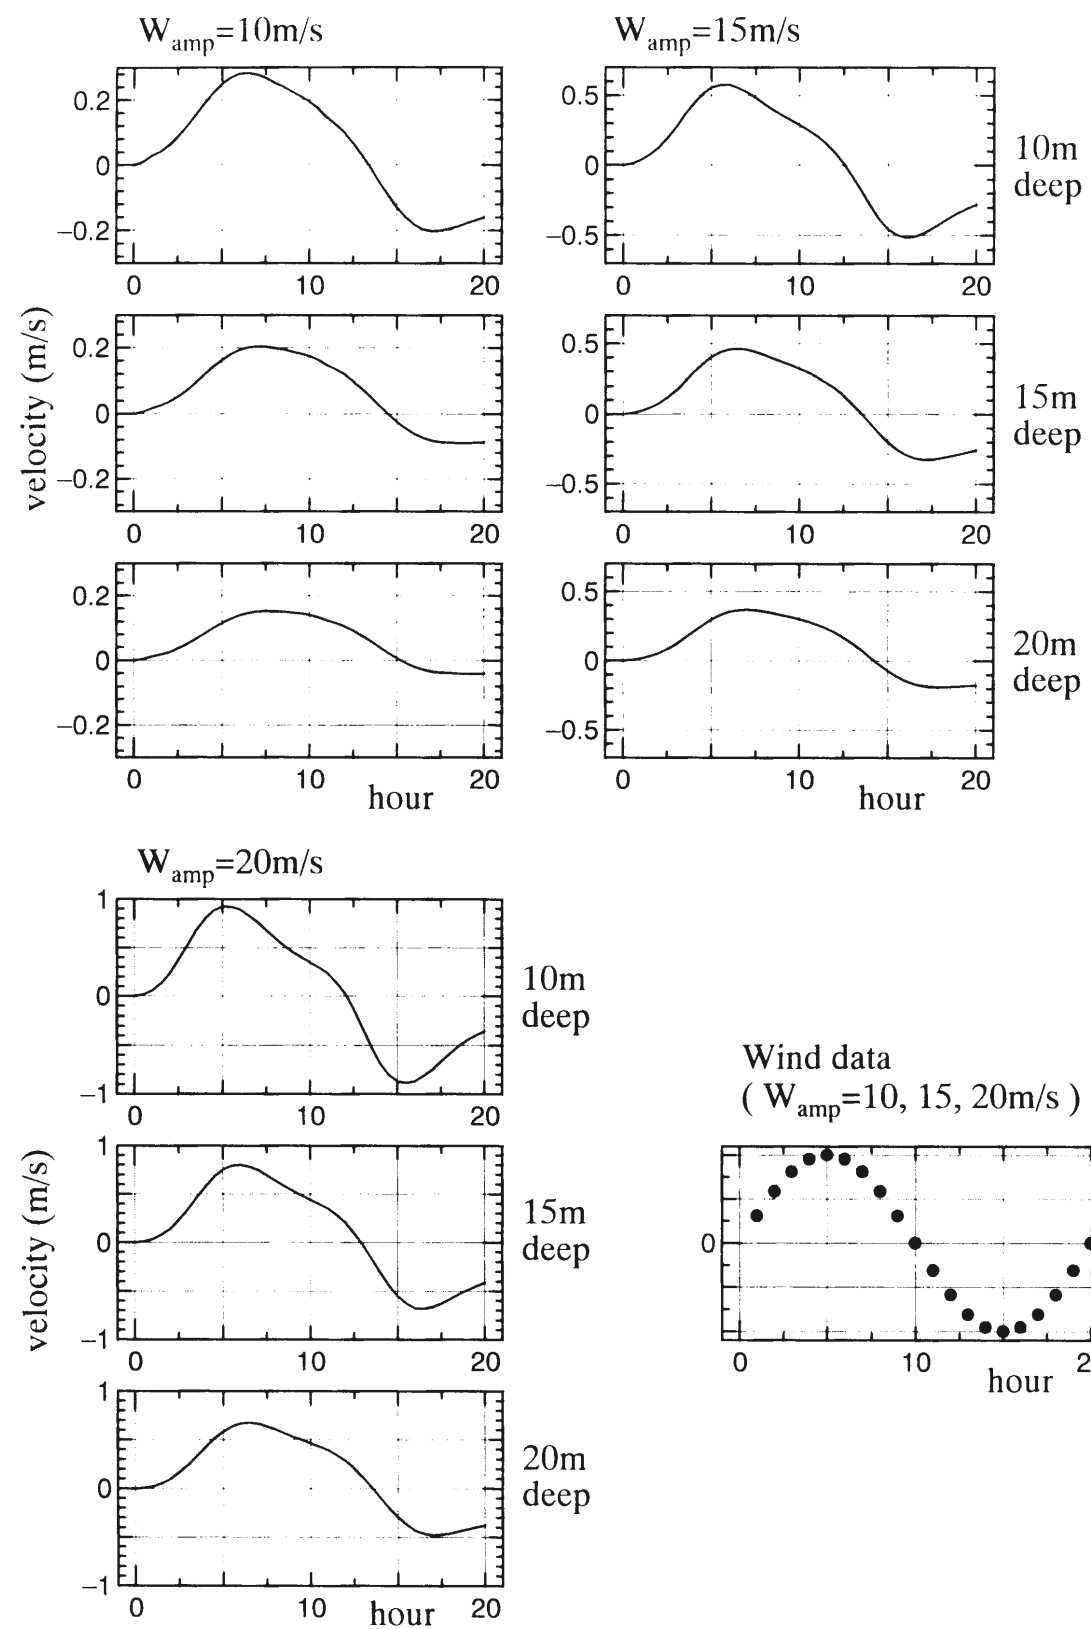 W_amp=10m/s
W_amp=15m/s
0.2
0
−0.2
0 10 20
0.5
0
−0.5
0 10 20
10m
deep
velocity (m/s)
0.2
0
−0.2
0 10 20
0.5
0
−0.5
0 10 20
15m
deep
0.2
0
−0.2
0 10 20
hour
0.5
0
−0.5
0 10 20
hour
20m
deep
W_amp=20m/s
1
0
−1
0 10 20
10m
deep
velocity (m/s)
1
0
−1
0 10 20
15m
deep
1
0
−1
0 10 20
hour
20m
deep
Wind data
( W_amp=10, 15, 20m/s )
0
0 10 2
hour